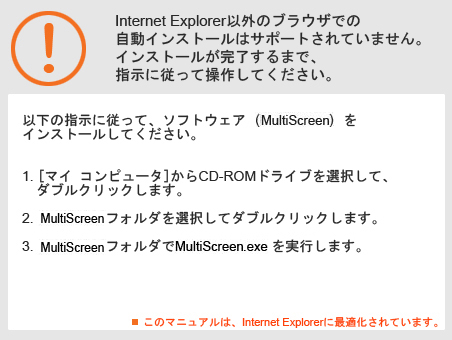 Internet Explorer以外のブラウザでの
自動インストールはサポートされていません。
インストールが完了するまで、
指示に従って操作してください。
以下の指示に従って、ソフトウェア（MultiScreen）を
インストールしてください。
1. [マイ コンピュータ]からCD-ROMドライブを選択して、
ダブルクリックします。
2. MultiScreenフォルダを選択してダブルクリックします。
3. MultiScreenフォルダでMultiScreen.exe を実行します。
■ このマニュアルは、Internet Explorerに最適化されています。